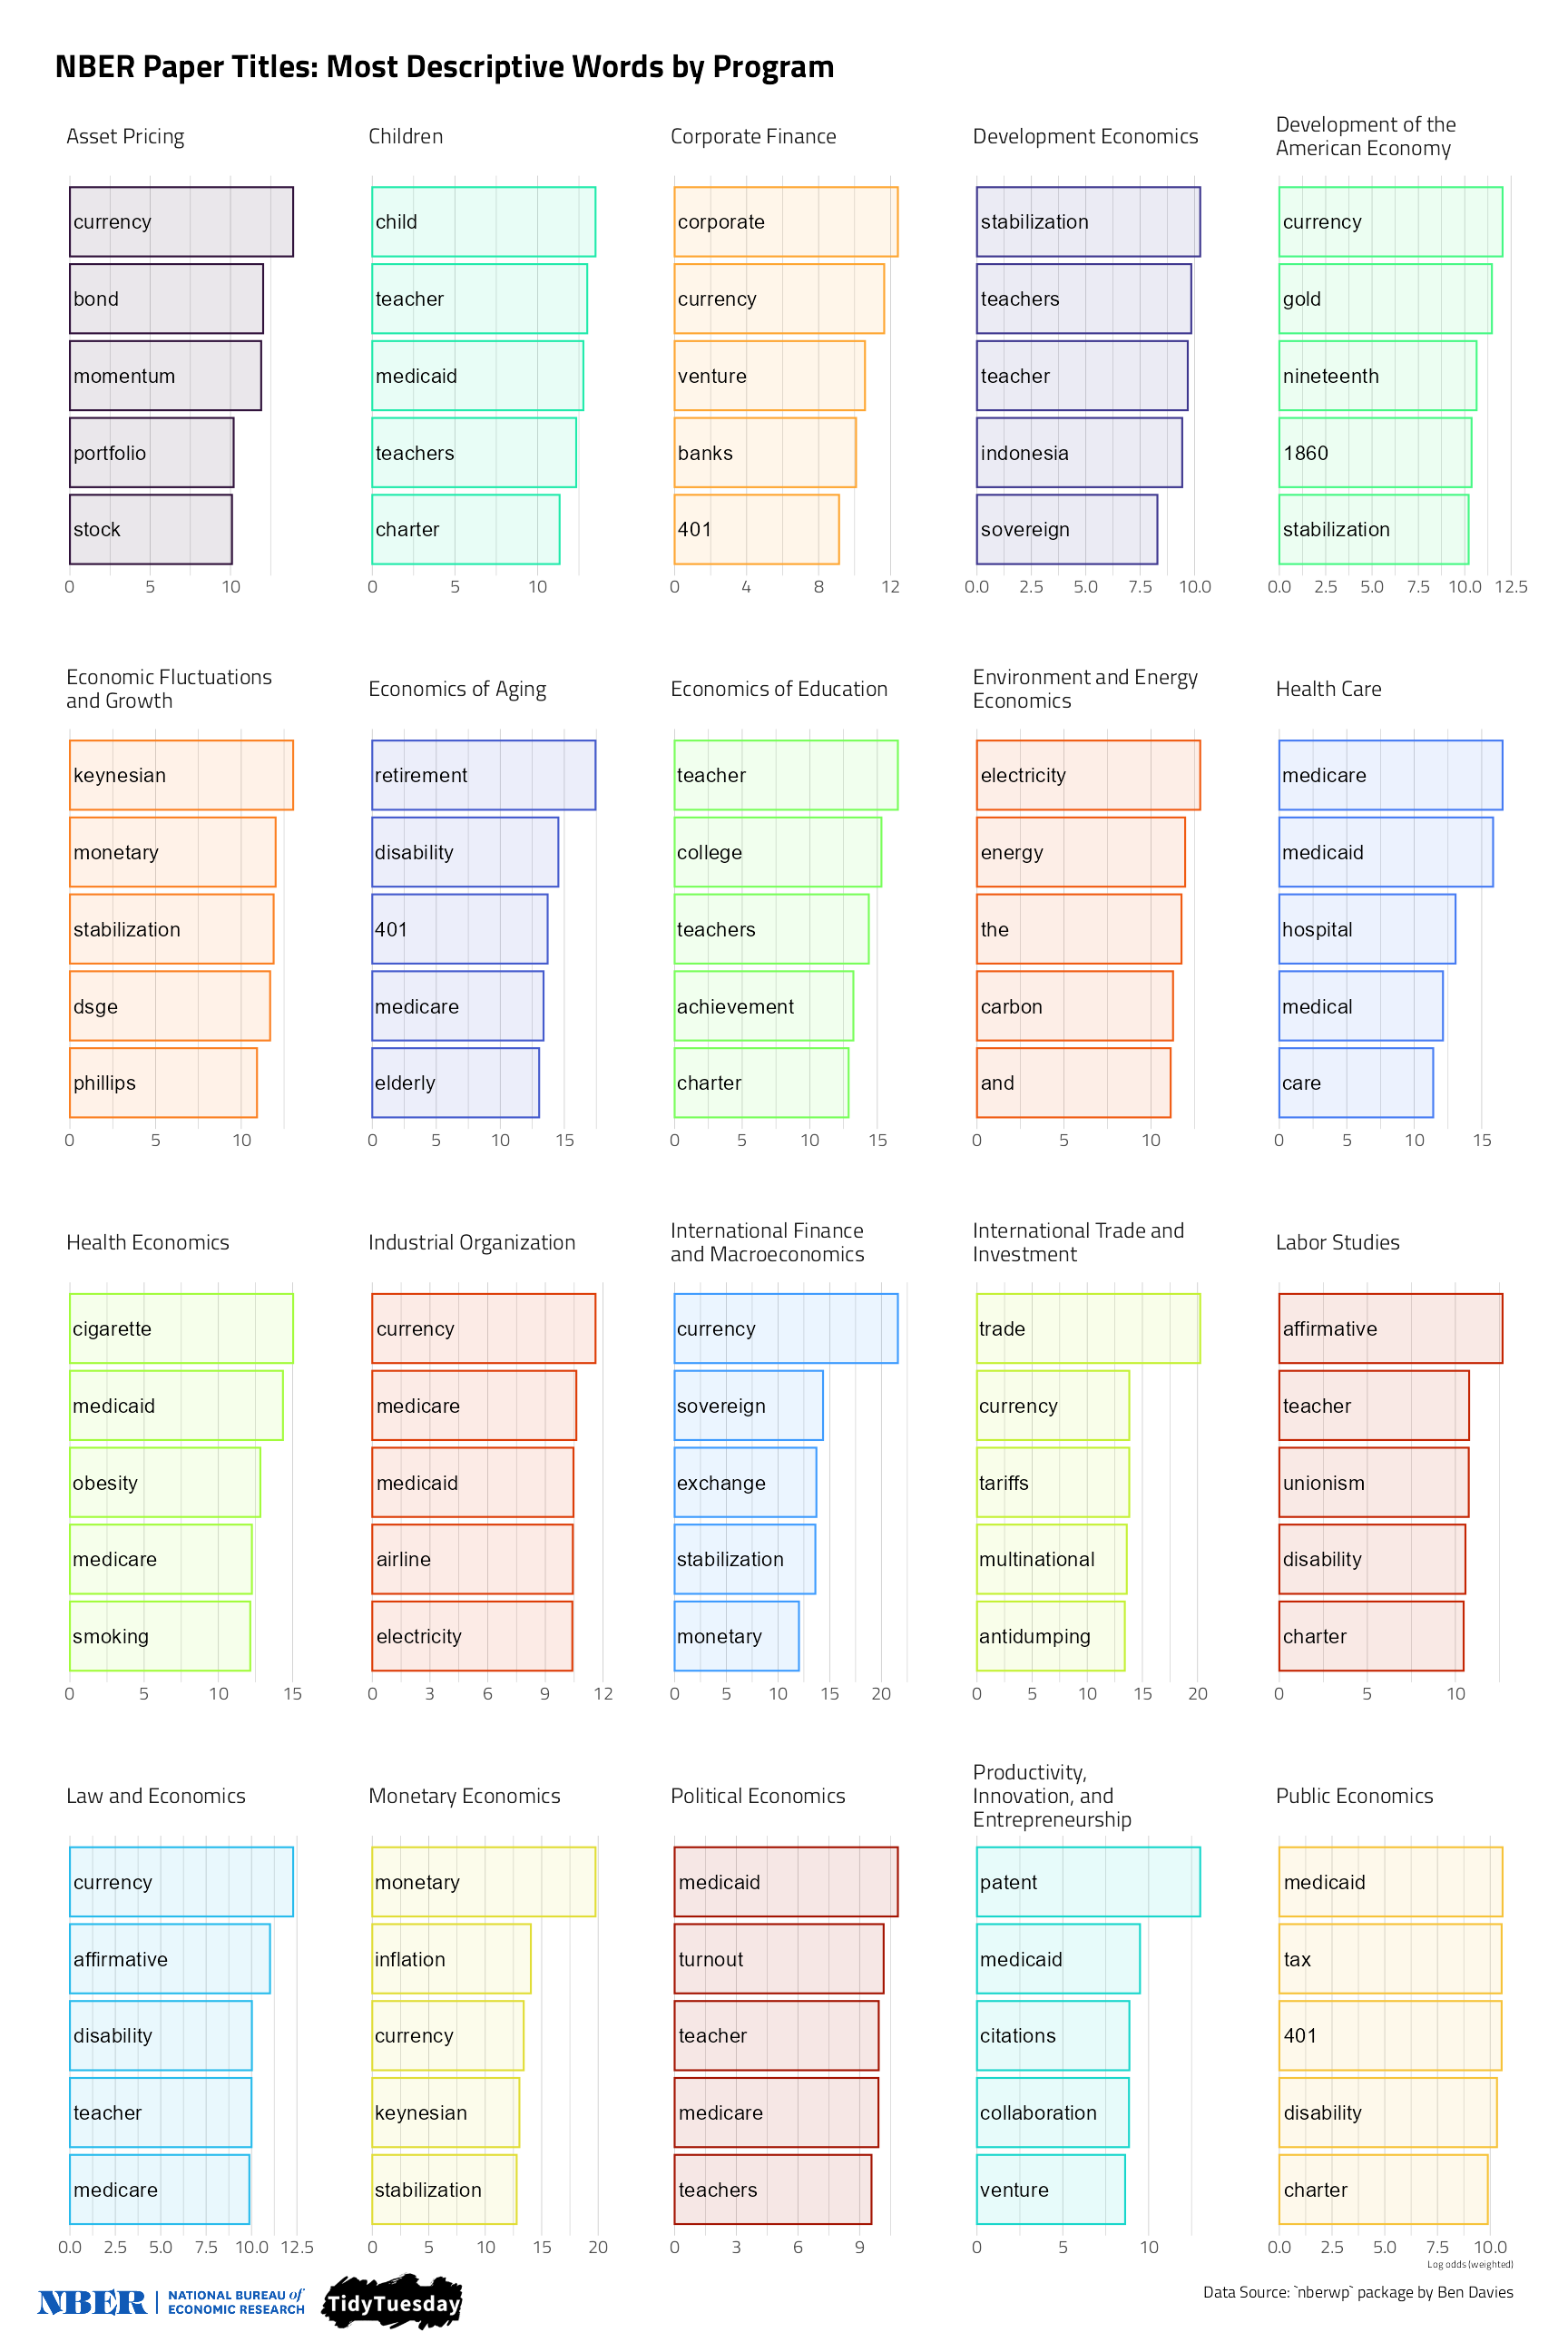 NBER Paper Titles: Most Descriptive Words by Program
Asset Pricing
currency
bond
momentum
portfolio
stock
0 5 10
Children
child
teacher
medicaid
teachers
charter
0 5 10
Corporate Finance
corporate
currency
venture
banks
401
0 4 8 12
Development Economics
stabilization
teachers
teacher
indonesia
sovereign
0.0 2.5 5.0 7.5 10.0
Development of the
American Economy
currency
gold
nineteenth
1860
stabilization
0.0 2.5 5.0 7.5 10.0 12.5
Economic Fluctuations
and Growth
keynesian
monetary
stabilization
dsge
phillips
0 5 10
Economics of Aging
retirement
disability
401
medicare
elderly
0 5 10 15
Economics of Education
teacher
college
teachers
achievement
charter
0 5 10 15
Environment and Energy
Economics
electricity
energy
the
carbon
and
0 5 10
Health Care
medicare
medicaid
hospital
medical
care
0 5 10 15
Health Economics
cigarette
medicaid
obesity
medicare
smoking
0 5 10 15
Industrial Organization
currency
medicare
medicaid
airline
electricity
0 3 6 9 12
International Finance
and Macroeconomics
currency
sovereign
exchange
stabilization
monetary
0 5 10 15 20
International Trade and
Investment
trade
currency
tariffs
multinational
antidumping
0 5 10 15 20
Labor Studies
affirmative
teacher
unionism
disability
charter
0 5 10
Law and Economics
currency
affirmative
disability
teacher
medicare
0.0 2.5 5.0 7.5 10.0 12.5
Monetary Economics
monetary
inflation
currency
keynesian
stabilization
0 5 10 15 20
Political Economics
medicaid
turnout
teacher
medicare
teachers
0 3 6 9
Productivity,
Innovation, and
Entrepreneurship
patent
medicaid
citations
collaboration
venture
0 5 10
Public Economics
medicaid
tax
401
disability
charter
0.0 2.5 5.0 7.5 10.0
Log odds (weighted)
NBER
NATIONAL BUREAU of
ECONOMIC RESEARCH
TidyTuesday
Data Source: `nberwp` package by Ben Davies